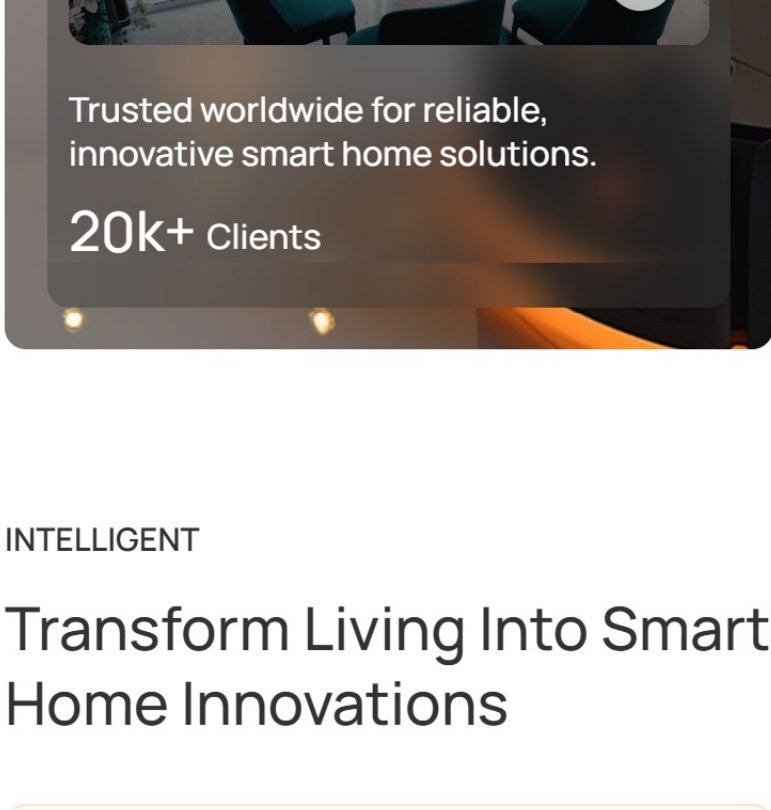 Trusted worldwide for reliable,
innovative smart home solutions.
20k+ Clients
INTELLIGENT
Transform Living Into Smart
Home Innovations